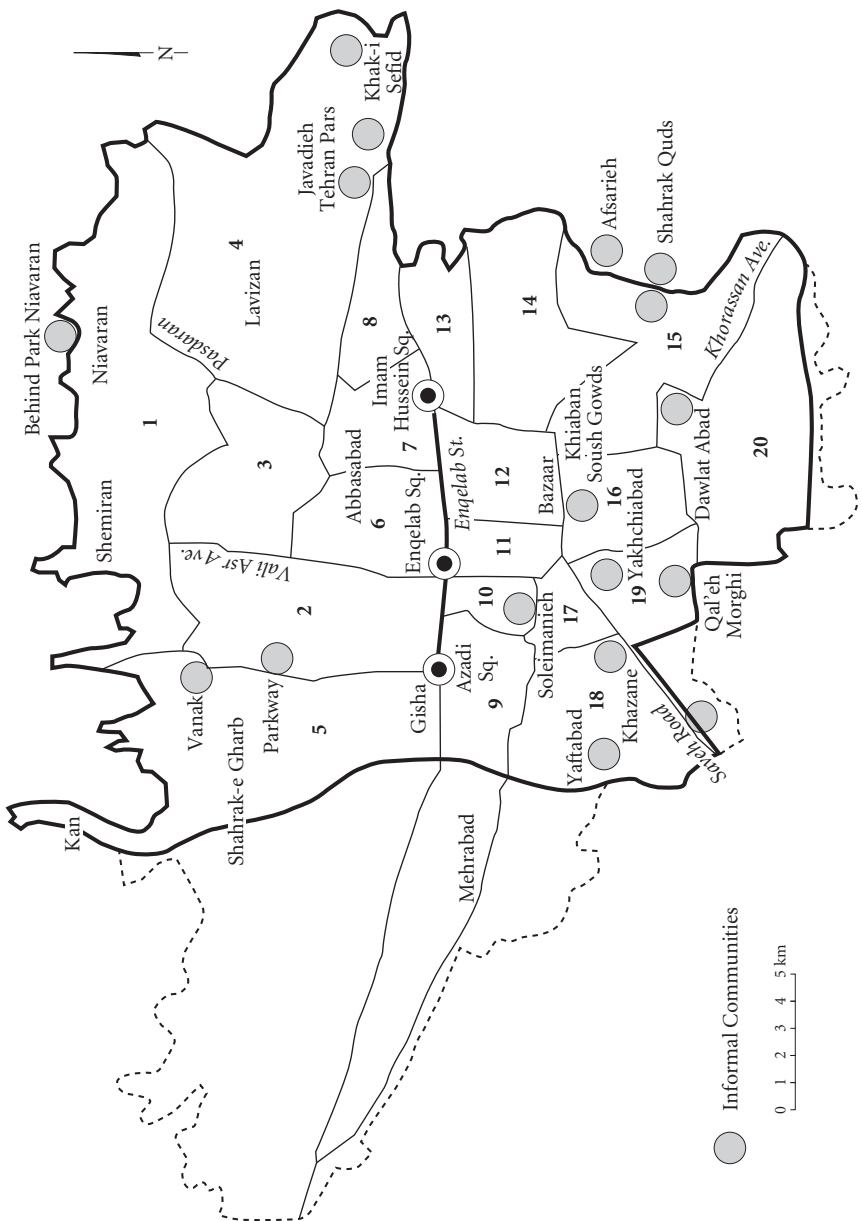 N
Kan
Shemiran
Behind Park Niavaran
Niavaran
1
Pasdaran
4
Lavizan
Javadieh
Tehran Pars
Khak-i
Sefid
Vanak
Parkway
Shahrak-e Gharb
5
2
Vali Asr Ave.
3
Abbasabad
6
7
8
Imam
Hussein Sq.
13
14
Gisha
Azadi
Sq.
Enqelab Sq.
Enqelab St.
9
10
11
12
Bazaar
Mehrabad
Soleimanieh
17
Khiaban
Soush Gowds
16
15
Afsarieh
Shahrak Quds
Khorassan Ave.
Yaftabad
18
Khazane
19
Yakhchiabad
Dawlat Abad
20
Qal'eh
Morghi
Saveh Road
Informal Communities
0 1 2 3 4 5 km